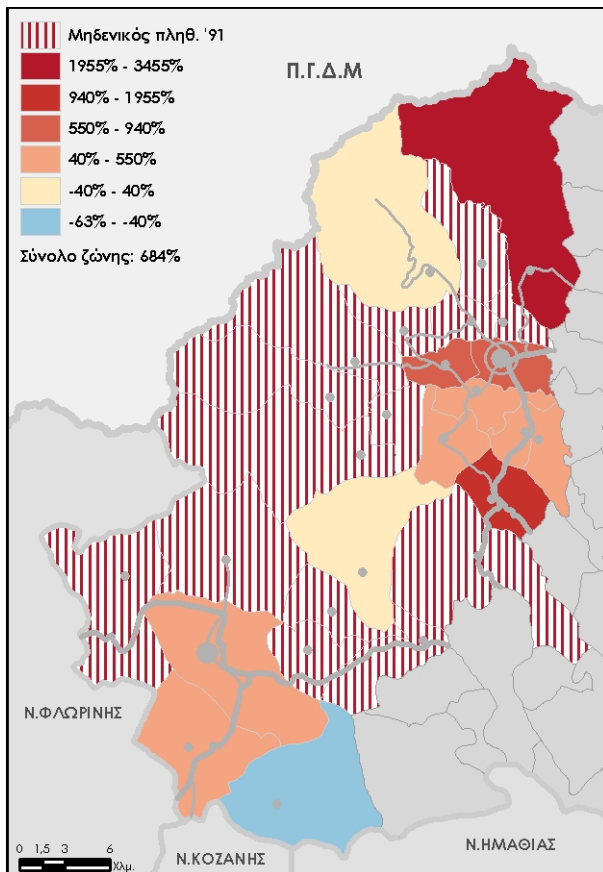 Μηδενικός πληθ. '91
1955% - 3455%
940% - 1955%
550% - 940%
40% - 550%
-40% - 40%
-63% - -40%
Σύνολο ζώνης: 684%
Π.Γ.Δ.Μ
Ν.ΦΛΩΡΙΝΗΣ
Ν.ΚΟΖΑΝΗΣ
Ν.ΗΜΑΘΙΑΣ
0 1,5 3 6
Χλμ.